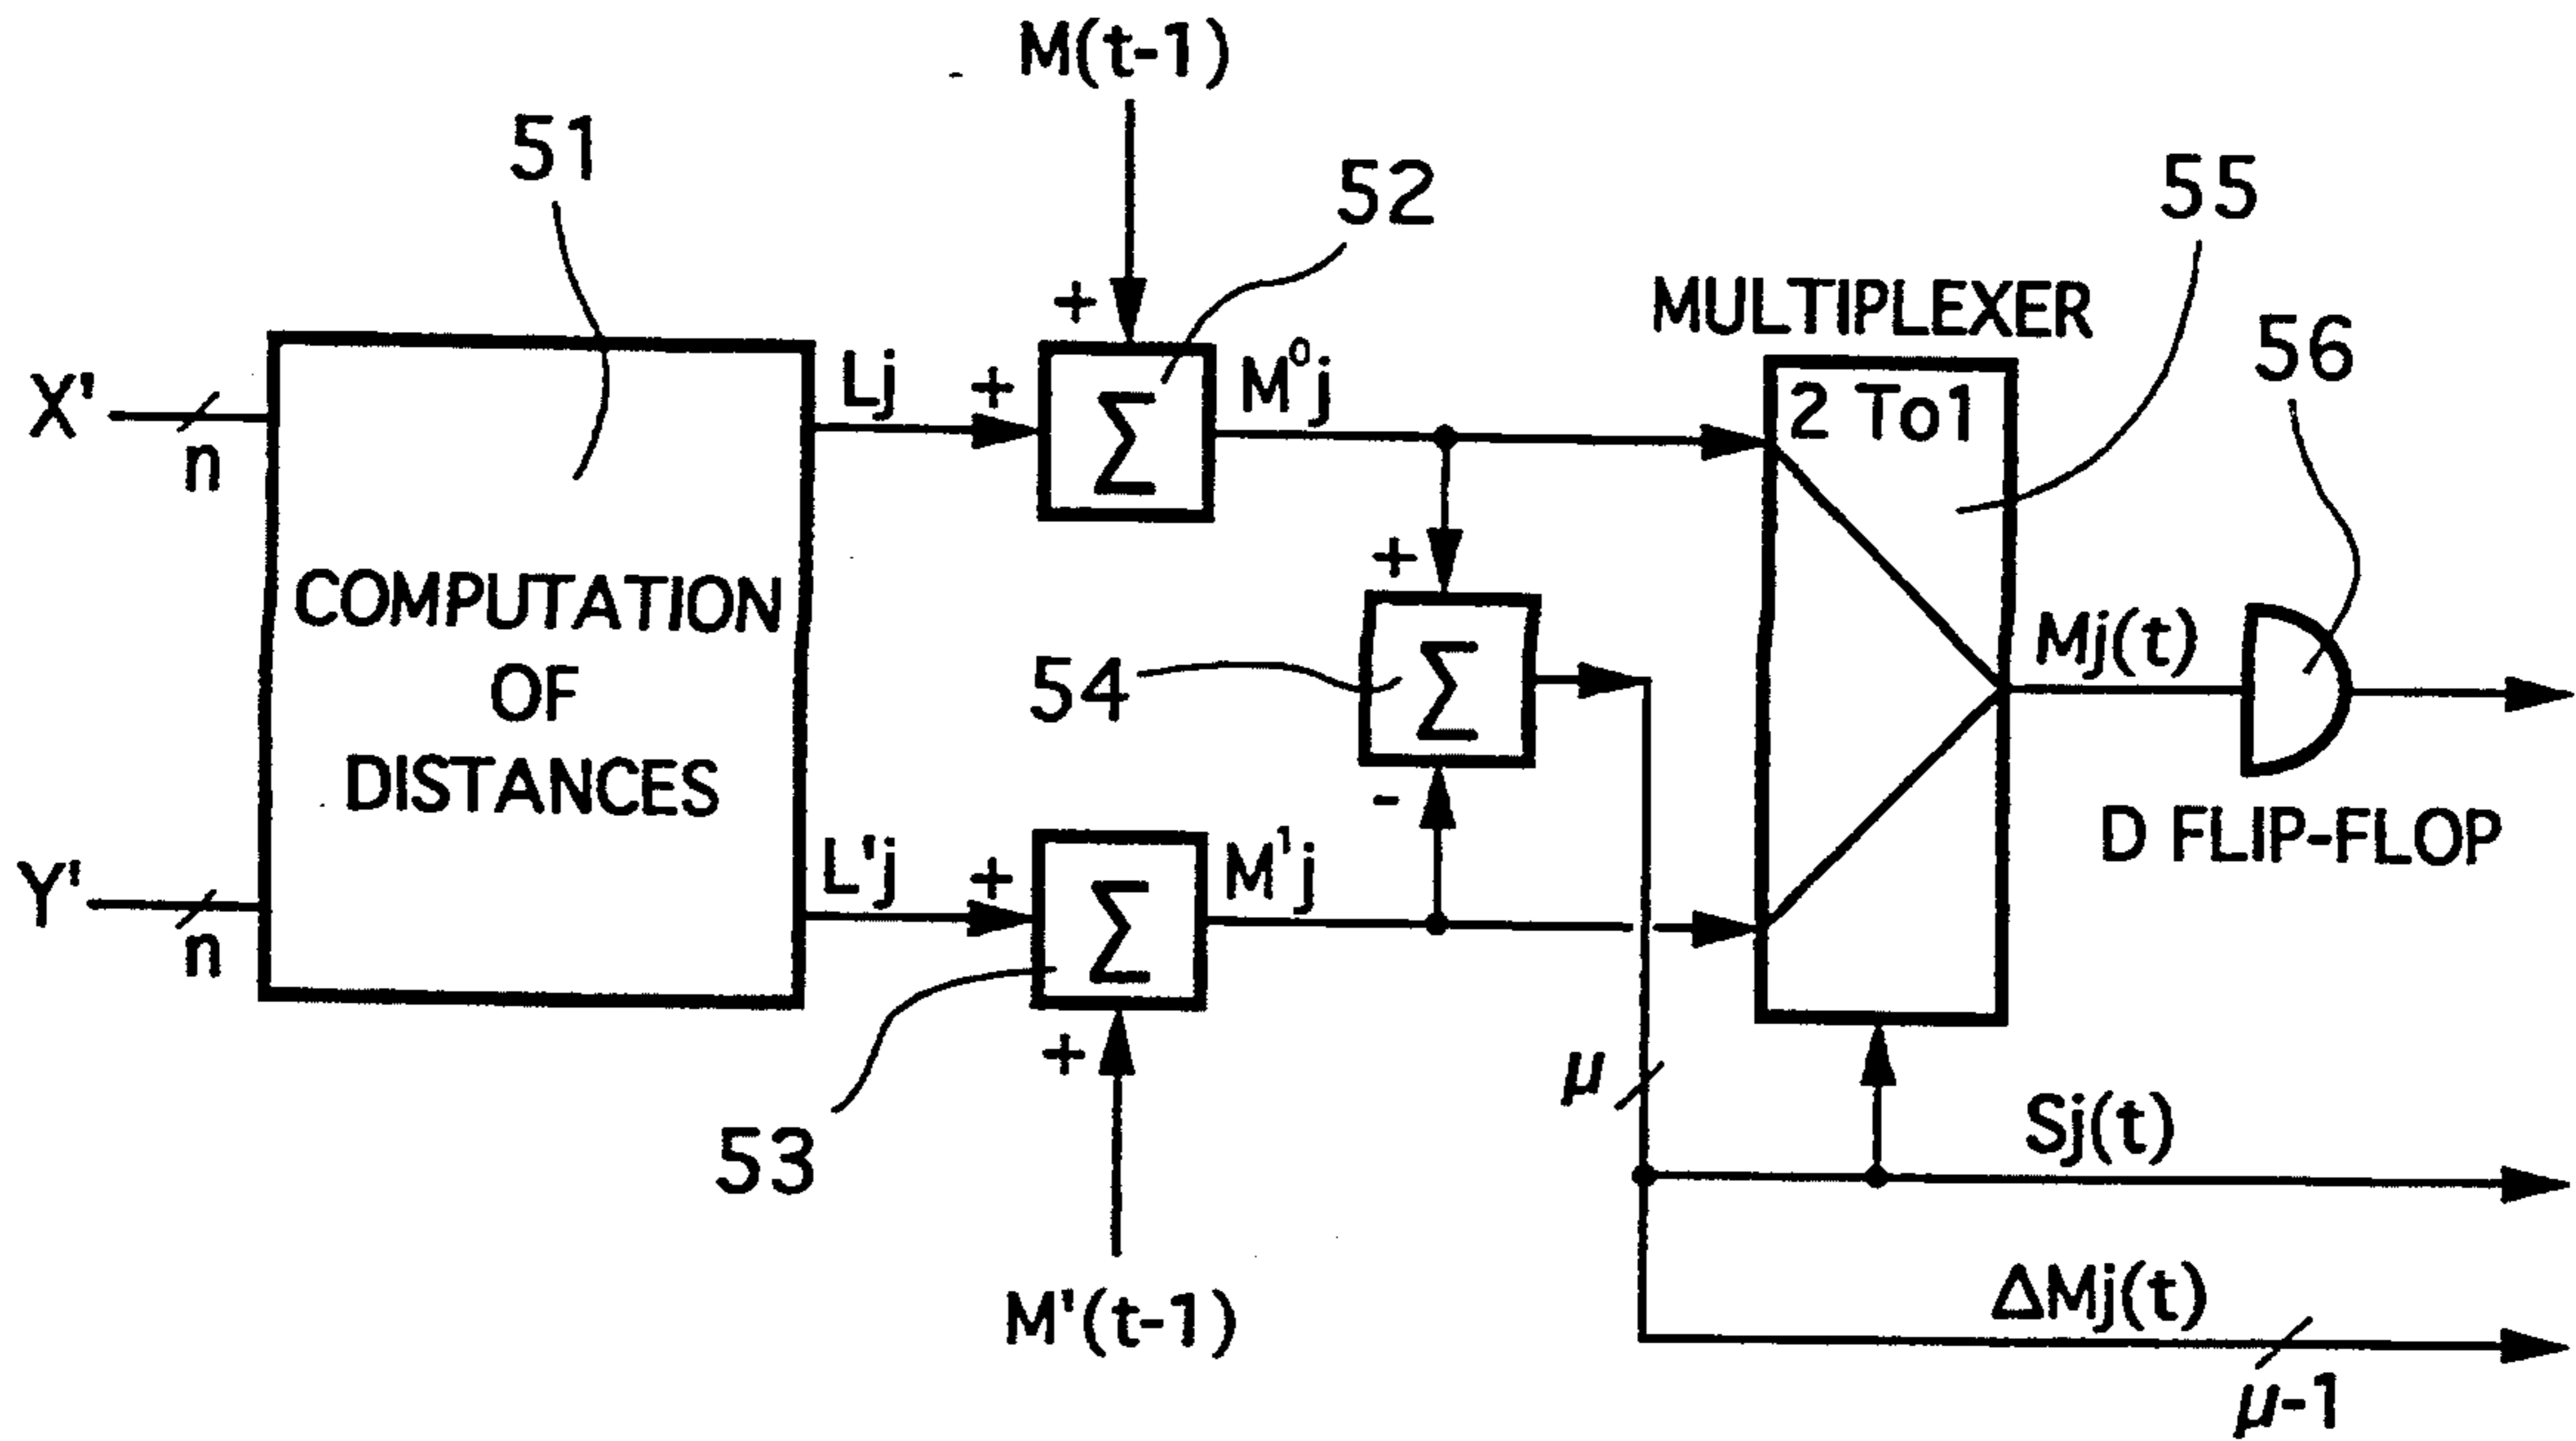 M(t-1)
51
52
55
MULTIPLEXER
56
X'
n
Lj
+
+
Σ
M⁰j
2 To1
COMPUTATION
OF
DISTANCES
54
+
Σ
-
Mj(t)
D FLIP-FLOP
Y'
n
L'j
+
Σ
M¹j
53
+
M'(t-1)
μ
Sj(t)
ΔMj(t)
μ-1